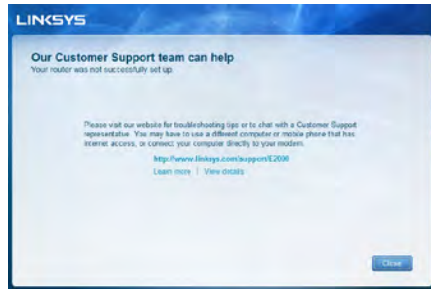 LINKSYS
Our Customer Support team can help
Your router was not successfully set up.
Please visit our website for troubleshooting tips or to chat with a Customer Support
representative. You may have to use a different computer or mobile phone that has
internet access, or connect your computer directly to your modem.
http://www.linksys.com/support/E2000
Learn more | View details
Close